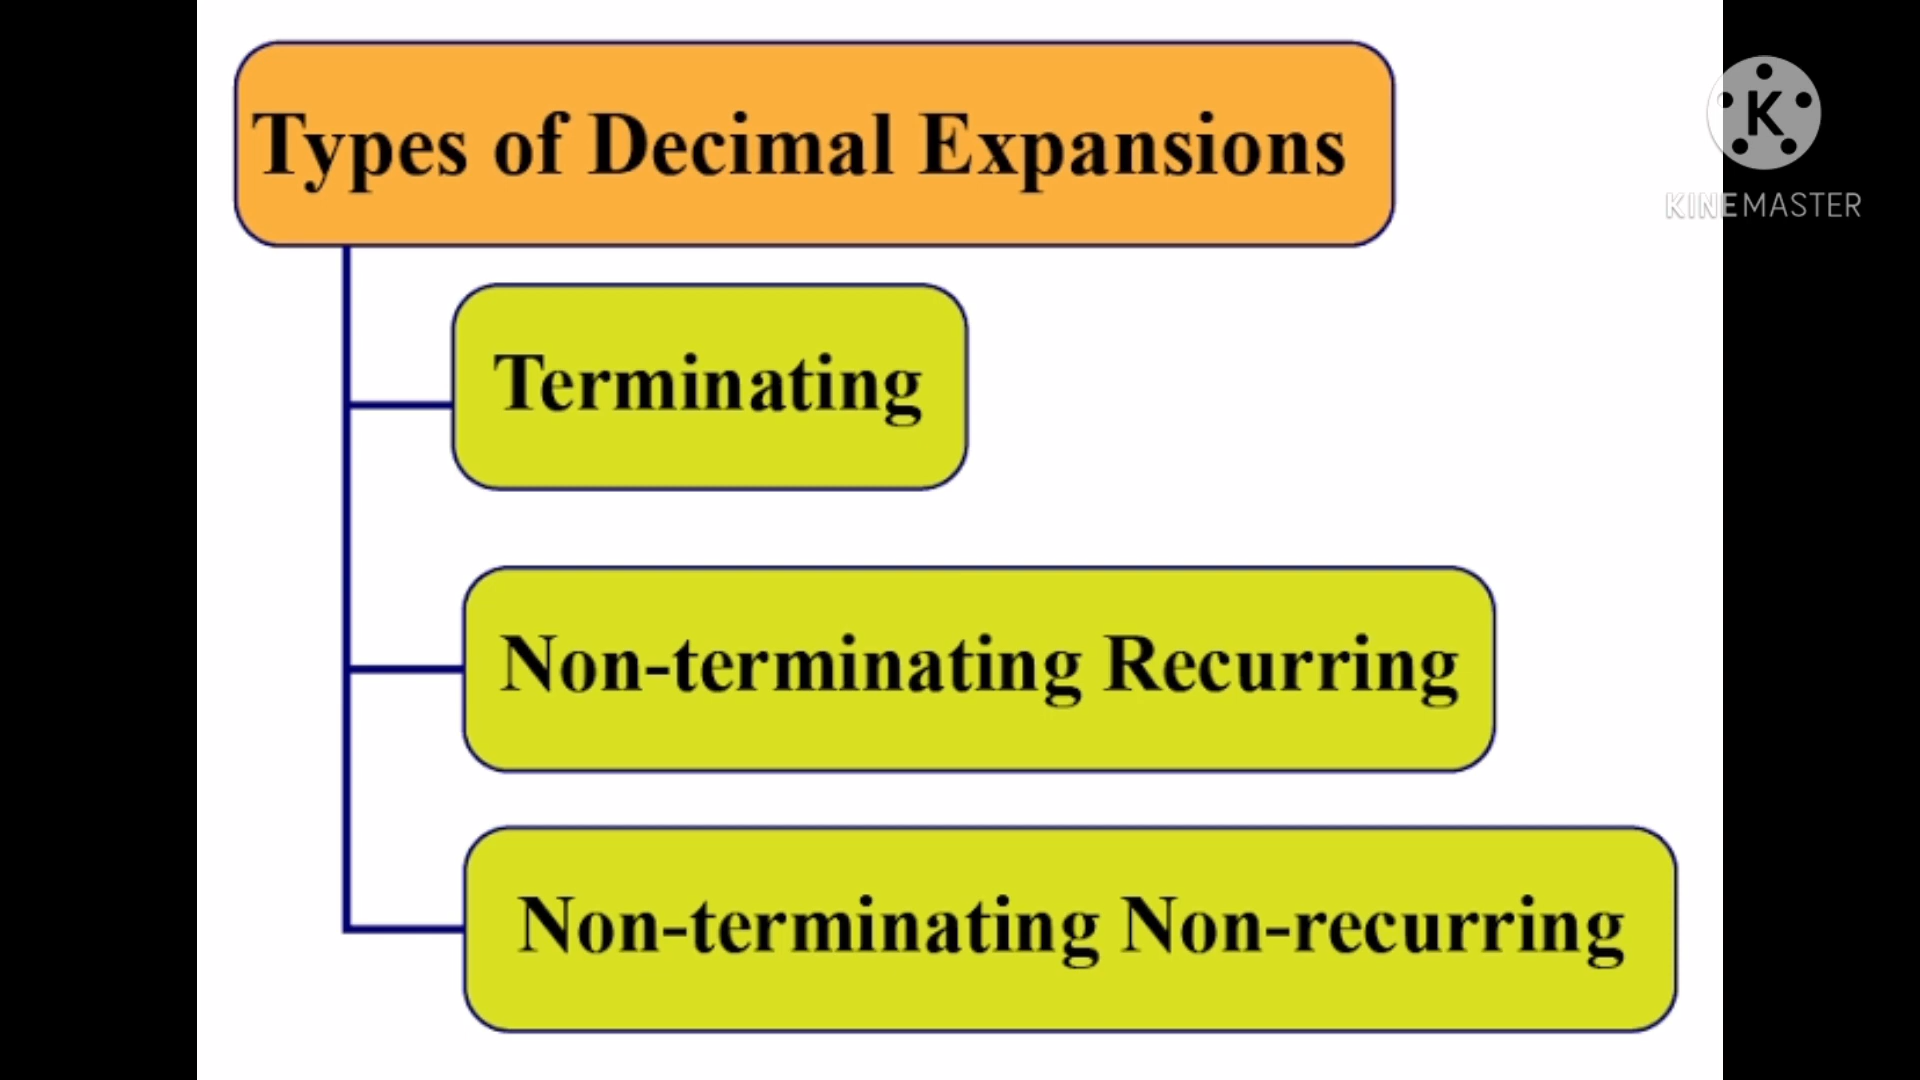 Types of Decimal Expansions
K
KINEMASTER
Terminating
Non-terminating Recurring
Non-terminating Non-recurring